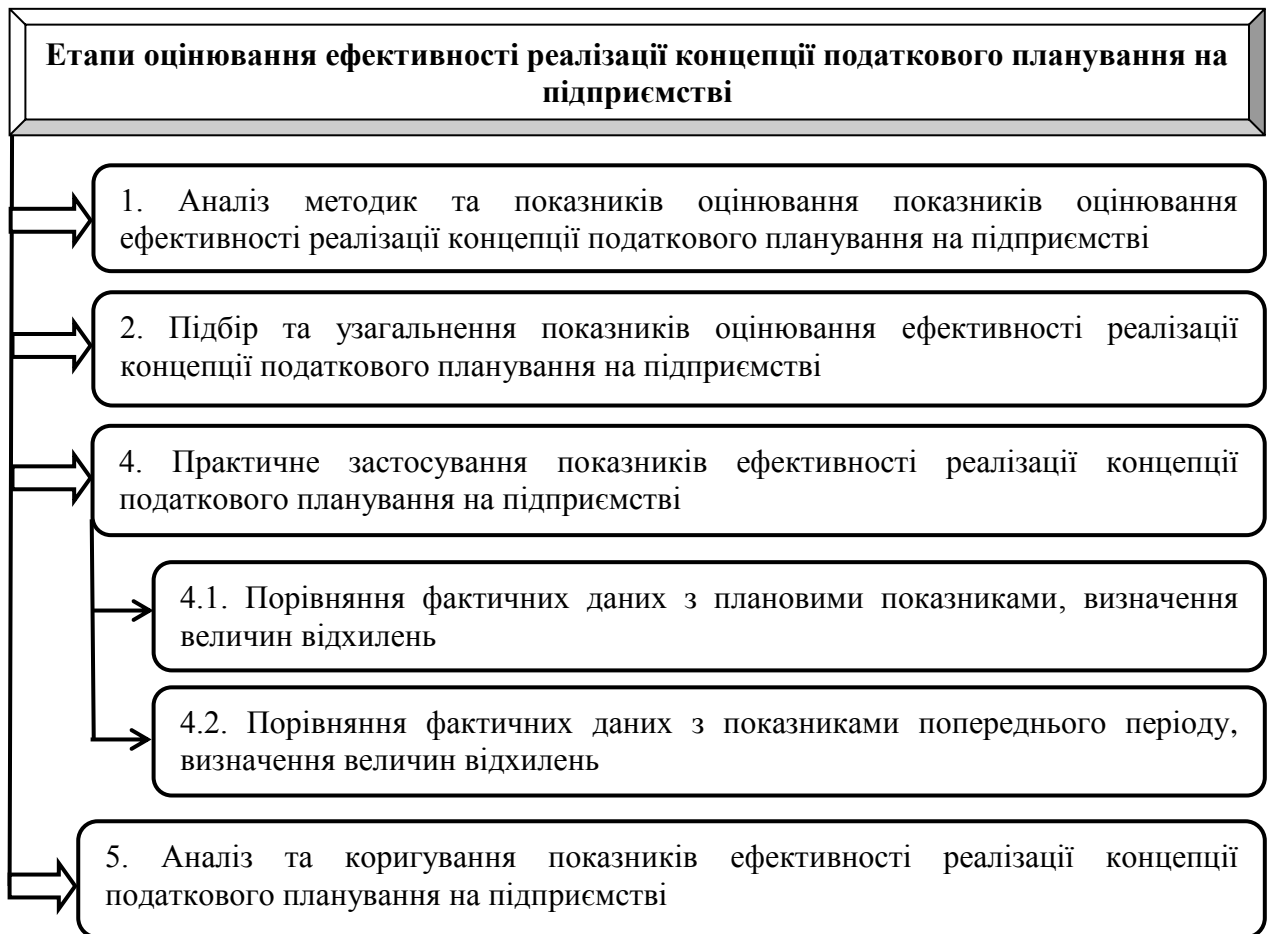 Етапи оцінювання ефективності реалізації концепції податкового планування на
підприємстві
1. Аналіз методик та показників оцінювання показників оцінювання
ефективності реалізації концепції податкового планування на підприємстві
2. Підбір та узагальнення показників оцінювання ефективності реалізації
концепції податкового планування на підприємстві
4. Практичне застосування показників ефективності реалізації концепції
податкового планування на підприємстві
4.1. Порівняння фактичних даних з плановими показниками, визначення
величин відхилень
4.2. Порівняння фактичних даних з показниками попереднього періоду,
визначення величин відхилень
5. Аналіз та коригування показників ефективності реалізації концепції
податкового планування на підприємстві